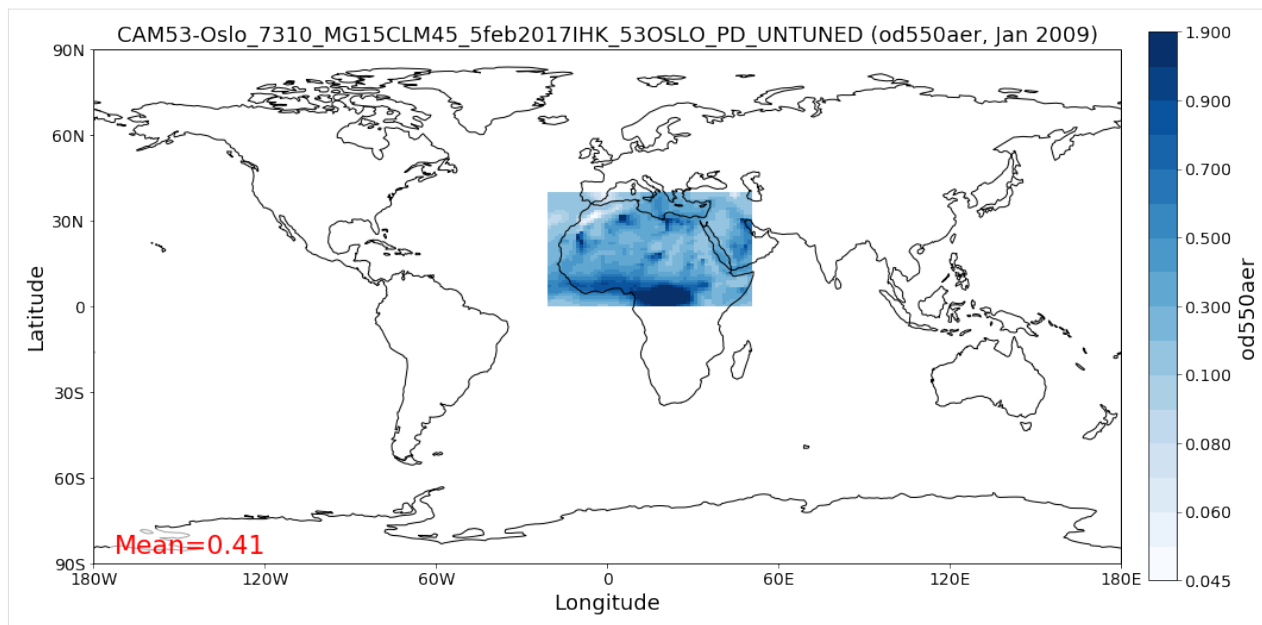 CAM53-Oslo_7310_MG15CLM45_5feb2017IHK_53OSLO_PD_UNTUNED (od550aer, Jan 2009)
90N
60N
30N
0
30S
60S
90S
Latitude
Mean=0.41
180W
120W
60W
0
60E
120E
180E
Longitude
1.900
0.900
0.700
0.500
0.300
0.100
0.080
0.060
0.045
od550aer